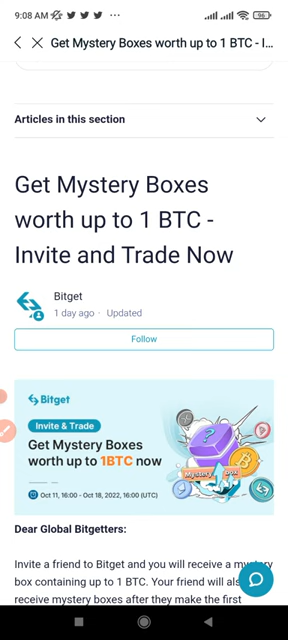 9:08 AM ...
96
Get Mystery Boxes worth up to 1 BTC - I...
Articles in this section
Get Mystery Boxes
worth up to 1 BTC -
Invite and Trade Now
Bitget
1 day ago · Updated
Follow
Bitget
Invite & Trade
Get Mystery Boxes
worth up to 1BTC now
Mystery Box
Oct 11, 16:00 - Oct 18, 2022, 16:00 (UTC)
Dear Global Bitgetters:
Invite a friend to Bitget and you will receive a mystery
box containing up to 1 BTC. Your friend will also
receive mystery boxes after they make the first